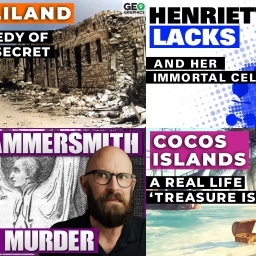 ILAND
GEO
GRAPHICS
EDY OF
SECRET
HENRIETT
LACKS
AND HER
IMMORTAL CEL
AMMERSMITH
MURDER
COCOS
ISLANDS
A REAL LIFE
'TREASURE IS